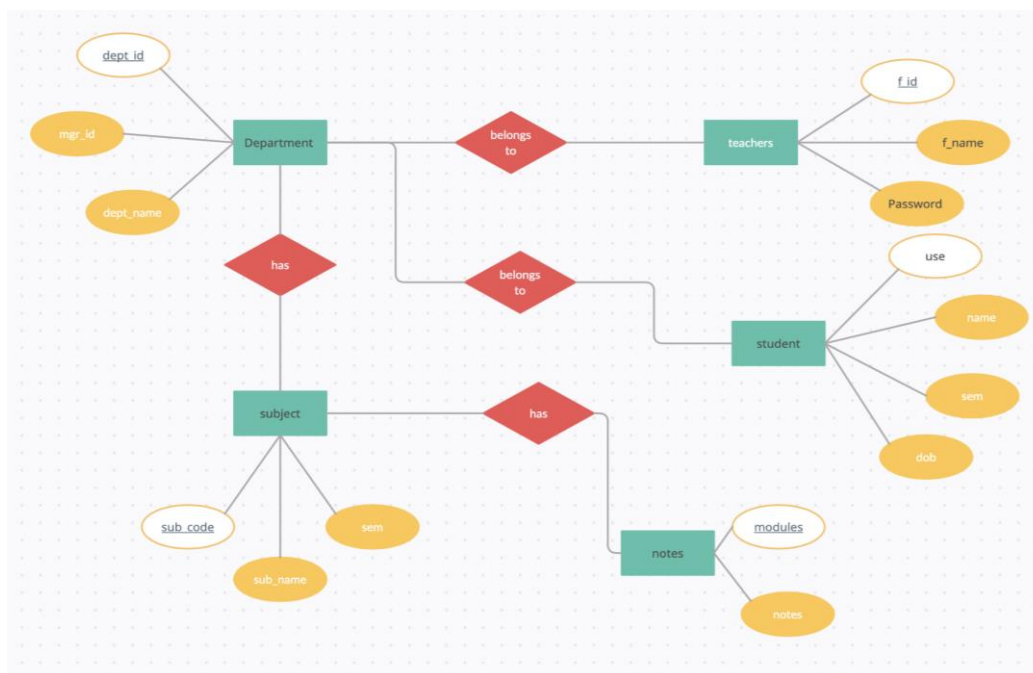 dept_id
f_id
mgr_id
Department
belongs
to
teachers
f_name
dept_name
Password
use
has
belongs
to
name
student
sem
subject
has
dob
sub_code
sem
modules
notes
sub_name
notes